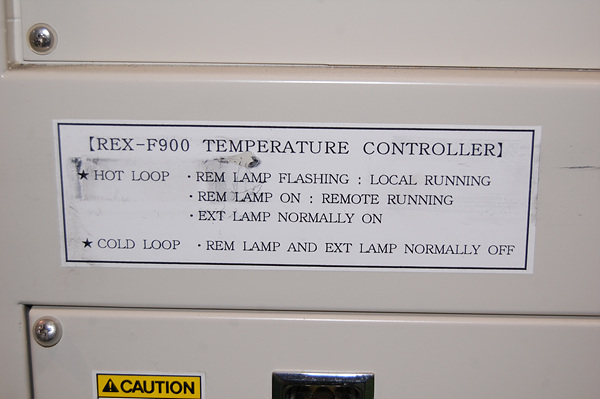 【REX-F900 TEMPERATURE CONTROLLER】
★ HOT LOOP ・REM LAMP FLASHING : LOCAL RUNNING
・REM LAMP ON : REMOTE RUNNING
・EXT LAMP NORMALLY ON
★ COLD LOOP ・REM LAMP AND EXT LAMP NORMALLY OFF
CAUTION